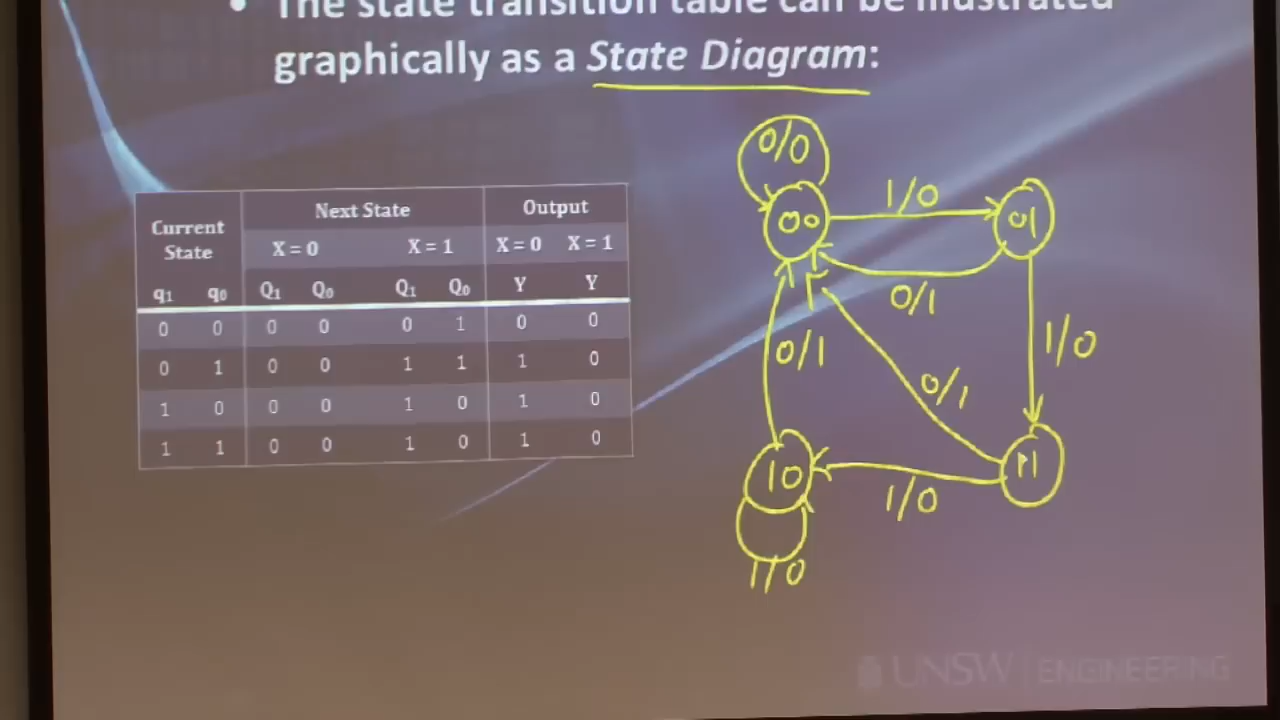 • The state transition table can be illustrated
graphically as a State Diagram:
Current State Next State Output
X = 0 X = 1 X = 0 X = 1
q1 q0 Q1 Q0 Q1 Q0 Y Y
0 0 0 0 0 1 0 0
0 1 0 0 1 1 1 0
1 0 0 0 1 0 1 0
1 1 0 0 1 0 1 0
0/0
1/0
00
01
0/1
1/0
0/1
0/1
10
11
1/0
1/0
UNSW ENGINEERING